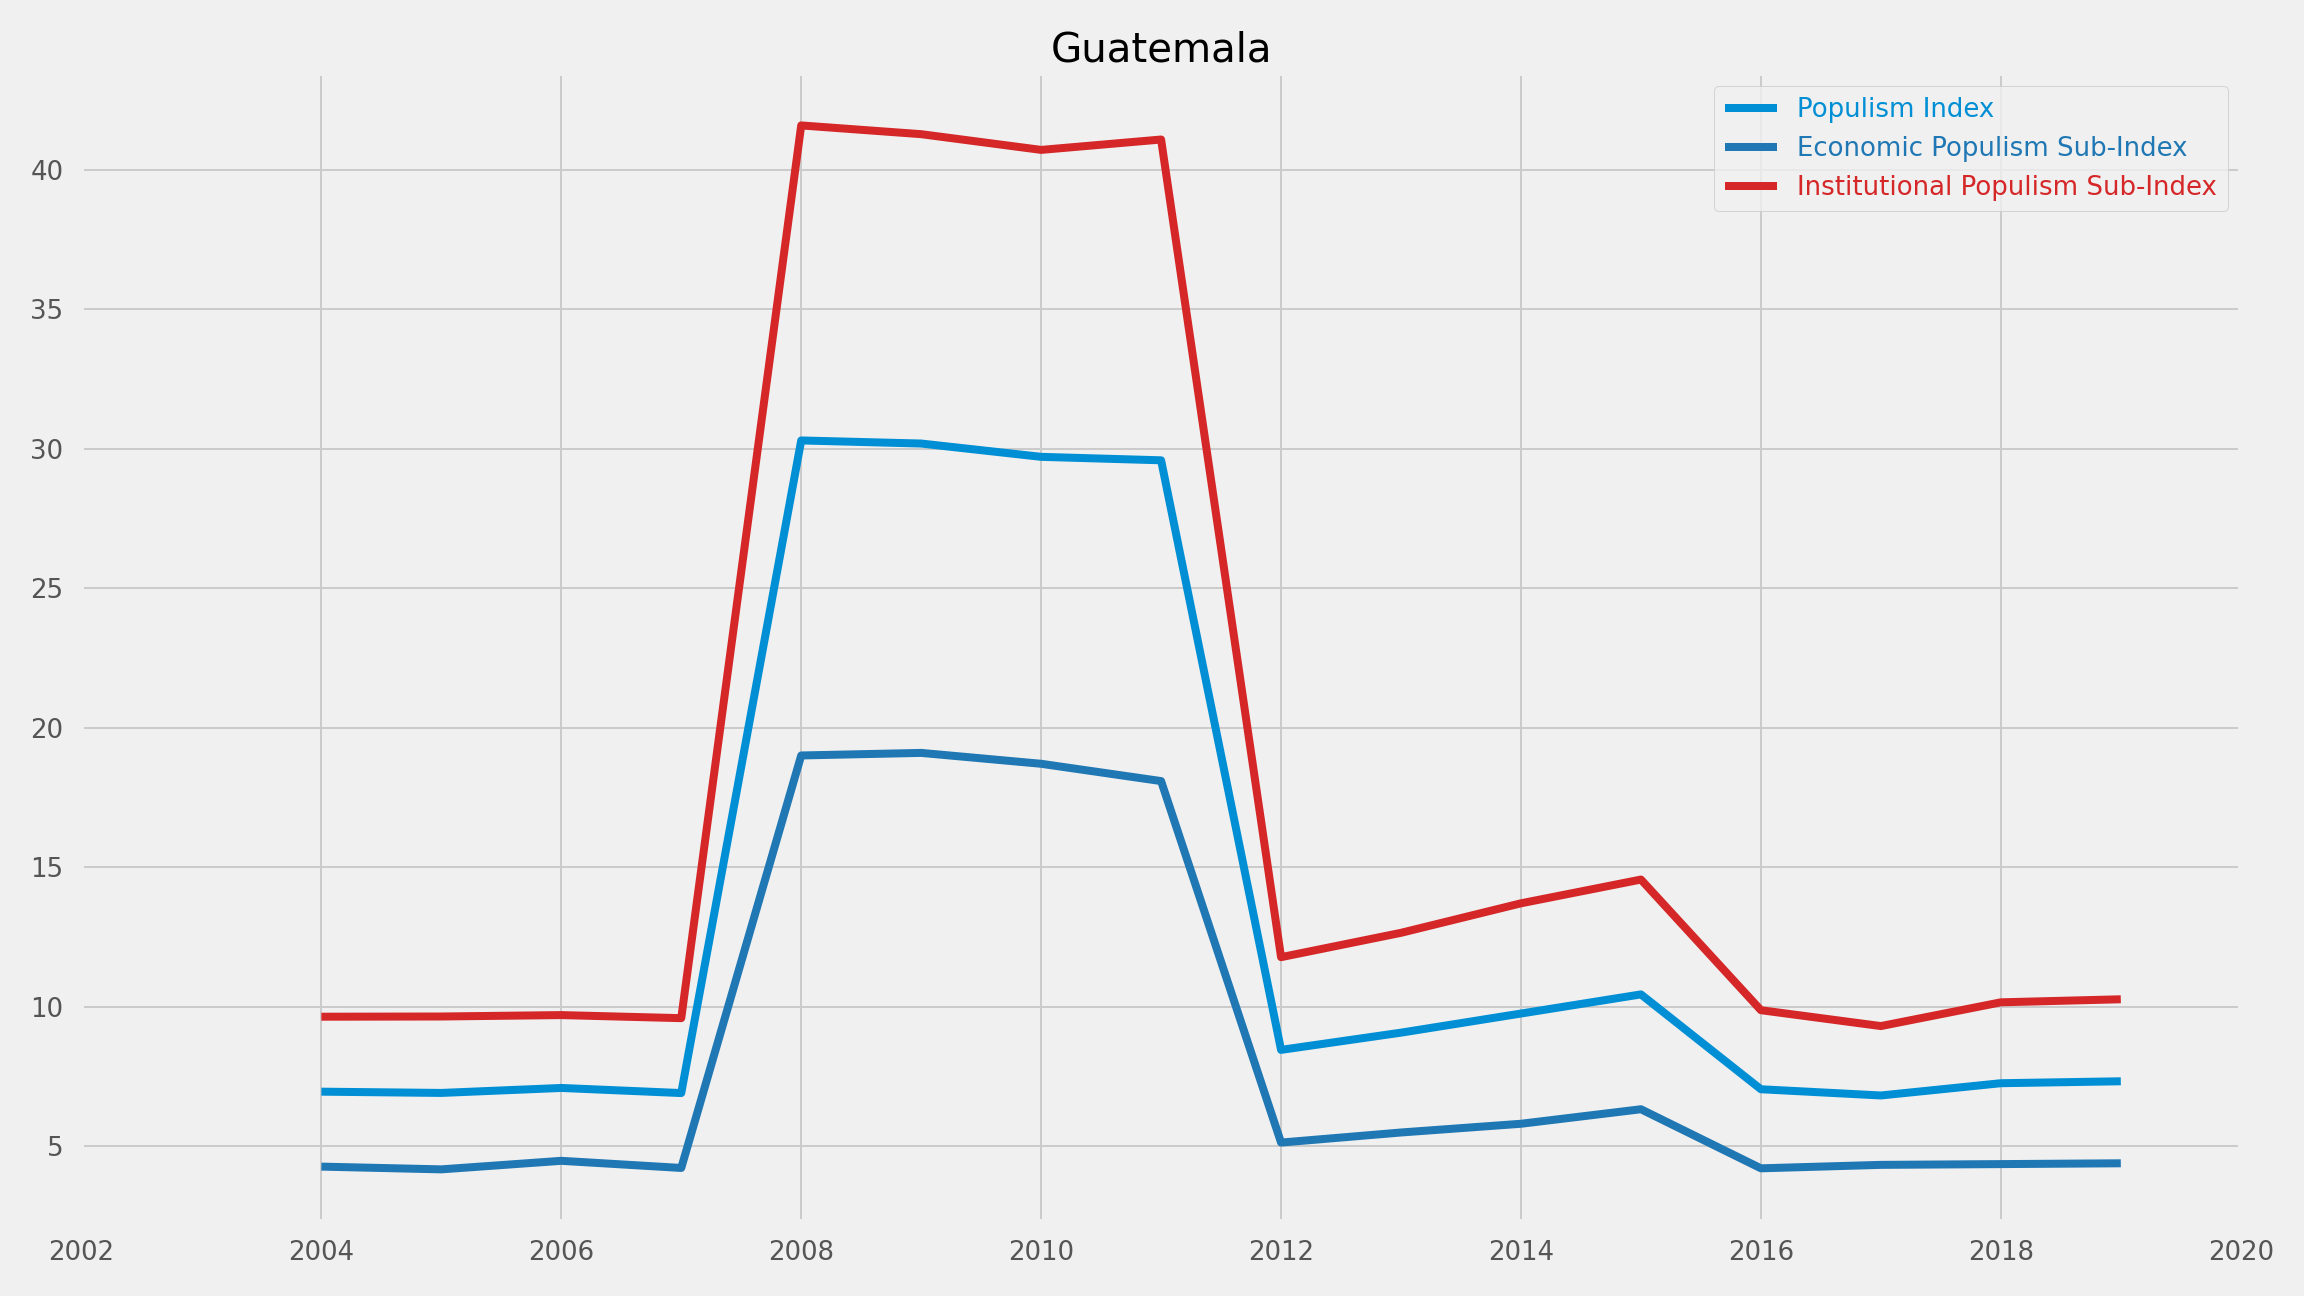 Guatemala
Populism Index
Economic Populism Sub-Index
Institutional Populism Sub-Index
40
35
30
25
20
15
10
5
2002 2004 2006 2008 2010 2012 2014 2016 2018 2020